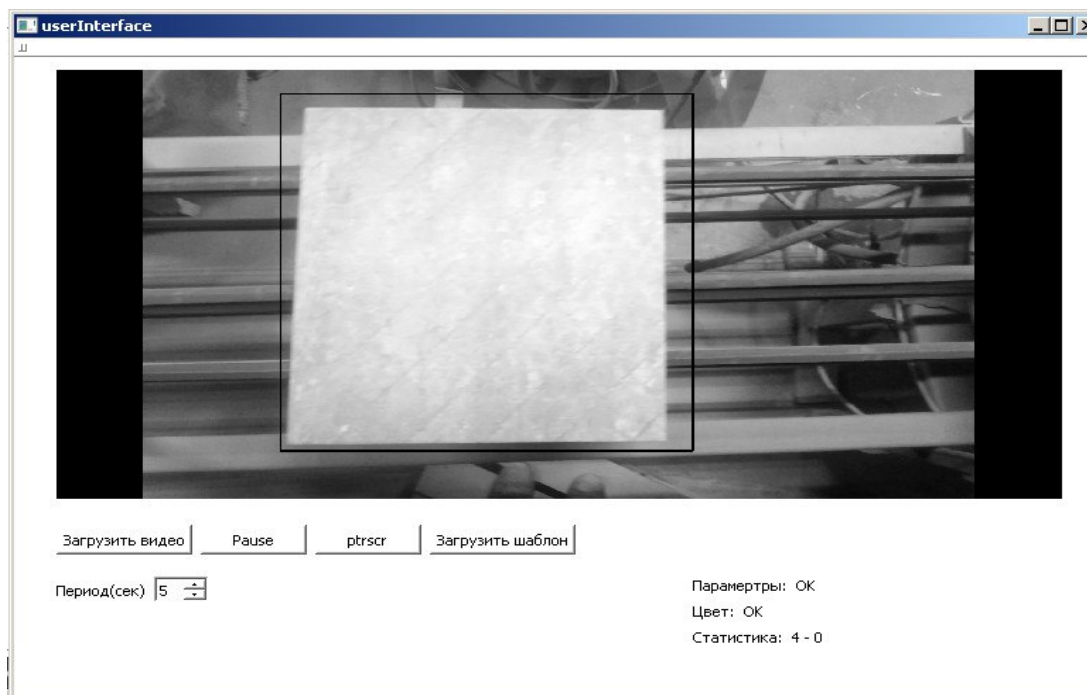 userInterface
Загрузить видео
Pause
ptrscr
Загрузить шаблон
Период(сек) 5
Парамертры: OK
Цвет: OK
Статистика: 4 - 0